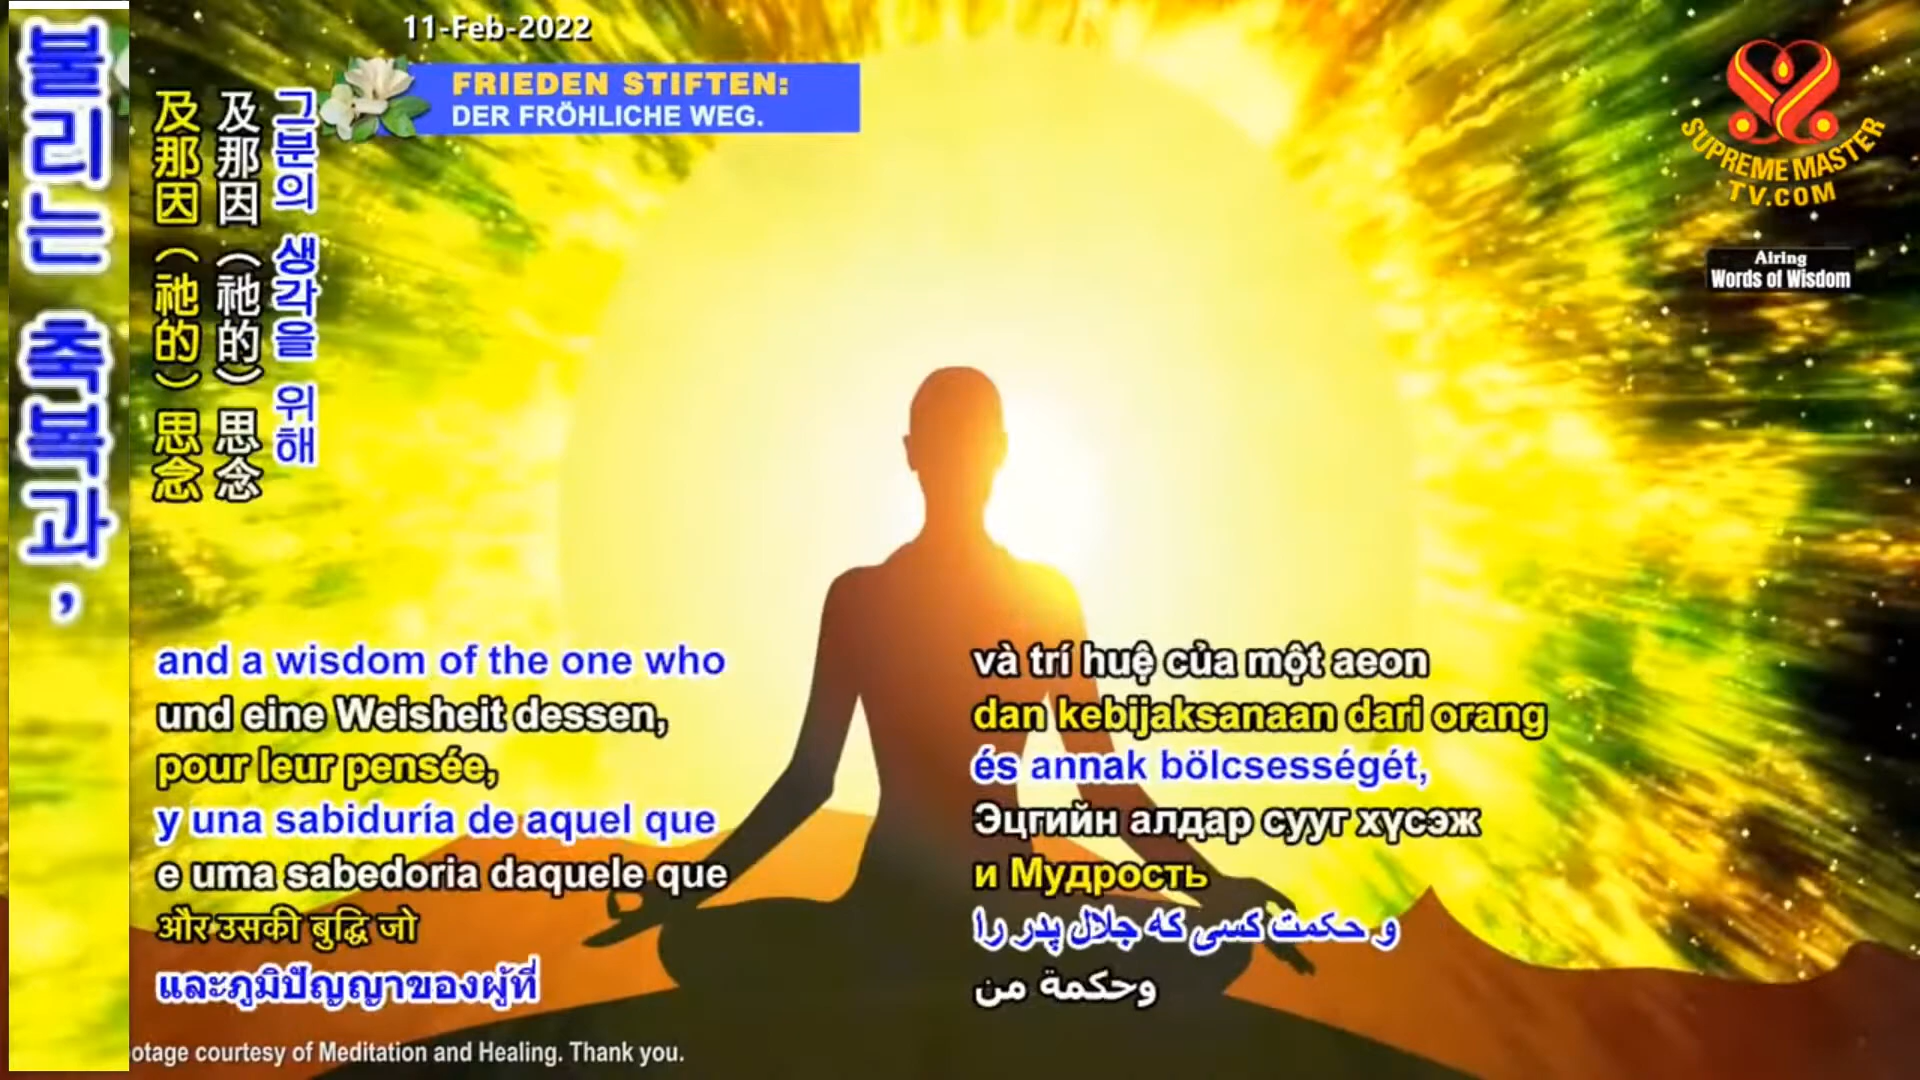 11-Feb-2022
FRIEDEN STIFTEN:
DER FRÖHLICHE WEG.
SUPREME MASTER
TV.COM
Airing
Words of Wisdom
불리는 축복과,
及那因（祂的）思念
及那因（祂的）思念
그분의 생각을 위해
and a wisdom of the one who
und eine Weisheit dessen,
pour leur pensée,
y una sabiduría de aquel que
e uma sabedoria daquele que
और उसकी बुद्धि जो
และภูมิปัญญาของผู้ที่
và trí huệ của một aeon
dan kebijaksanaan dari orang
és annak bölcsességét,
Эцгийн алдар сууг хүсэж
и Мудрость
و حکمت کسی که جلال پدر را
وحكمة من
otage courtesy of Meditation and Healing. Thank you.